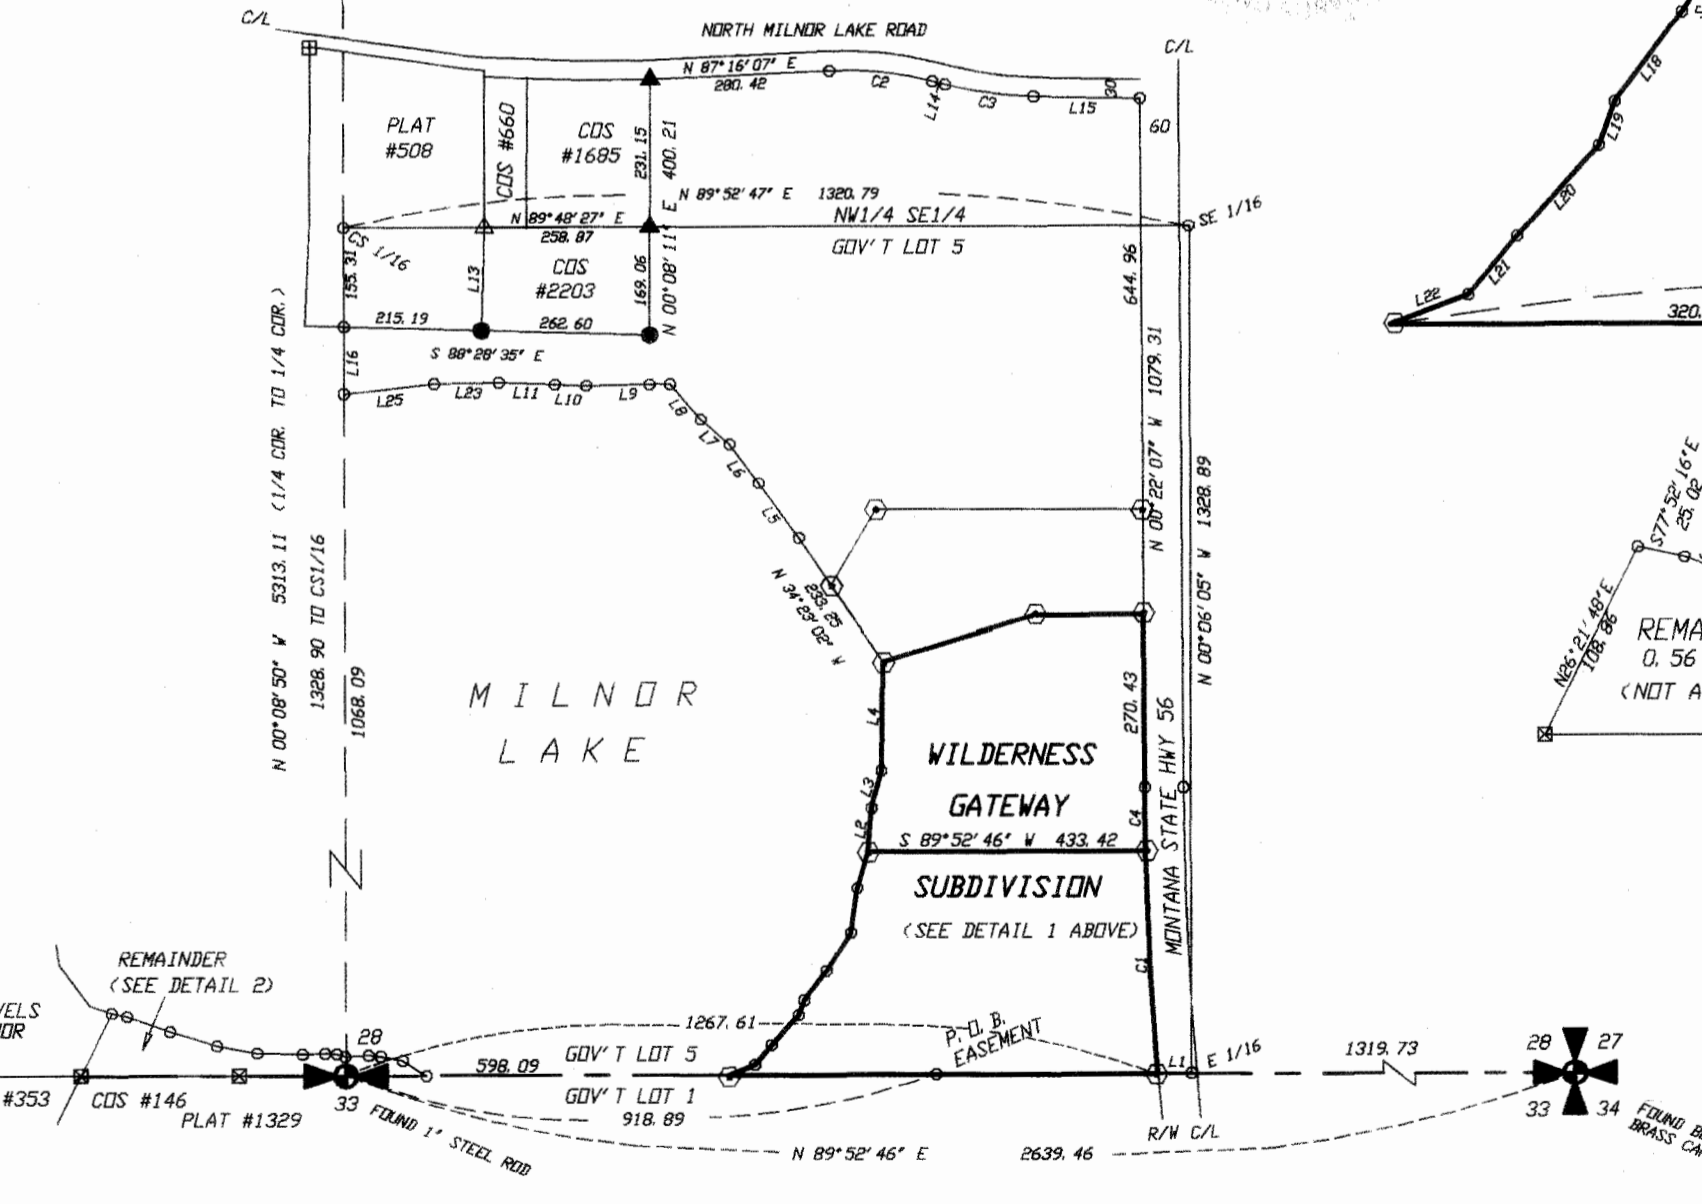 C/L
NORTH MILNOR LAKE ROAD
C/L
N 87°16'07" E
280.42
C2
L14
C3
L15
30
60
L18
L19
L20
L21
L22
320.
PLAT
#508
COS #660
COS
#1685
231.15
400.21
N 00°08'11" E
N 89°52'47" E 1320.79
NW1/4 SE1/4
GOV'T LOT 5
SE 1/16
N 89°48'27" E
258.87
CS 1/16
155.31
L13
COS
#2203
169.06
644.96
215.19
262.60
S 88°28'35" E
L16
L25
L23
L11
L10
L9
L8
L7
L6
L5
N 00°22'07" W 1079.31
N 00°06'05" W 1328.89
N 00°08'50" W 5313.11 (1/4 COR. TO 1/4 COR.)
1328.90 TO CS1/16
1068.09
233.25
N 34°23'02" W
S77°52'16"E
25.02
N26°21'48"E
108.86
REMA
0.56
(NOT A
MILNOR
LAKE
L4
L3
L2
270.43
C4
C1
MONTANA STATE HWY 56
WILDERNESS
GATEWAY
S 89°52'46" W 433.42
SUBDIVISION
(SEE DETAIL 1 ABOVE)
REMAINDER
(SEE DETAIL 2)
VELS
OR
28
33
1267.61
P.O.B.
EASEMENT
598.09
GOV'T LOT 5
GOV'T LOT 1
918.89
L1
E 1/16
1319.73
28
27
33
34
#353
COS #146
PLAT #1329
FOUND 1" STEEL ROD
N 89°52'46" E 2639.46
R/W C/L
FOUND B
BRASS CA